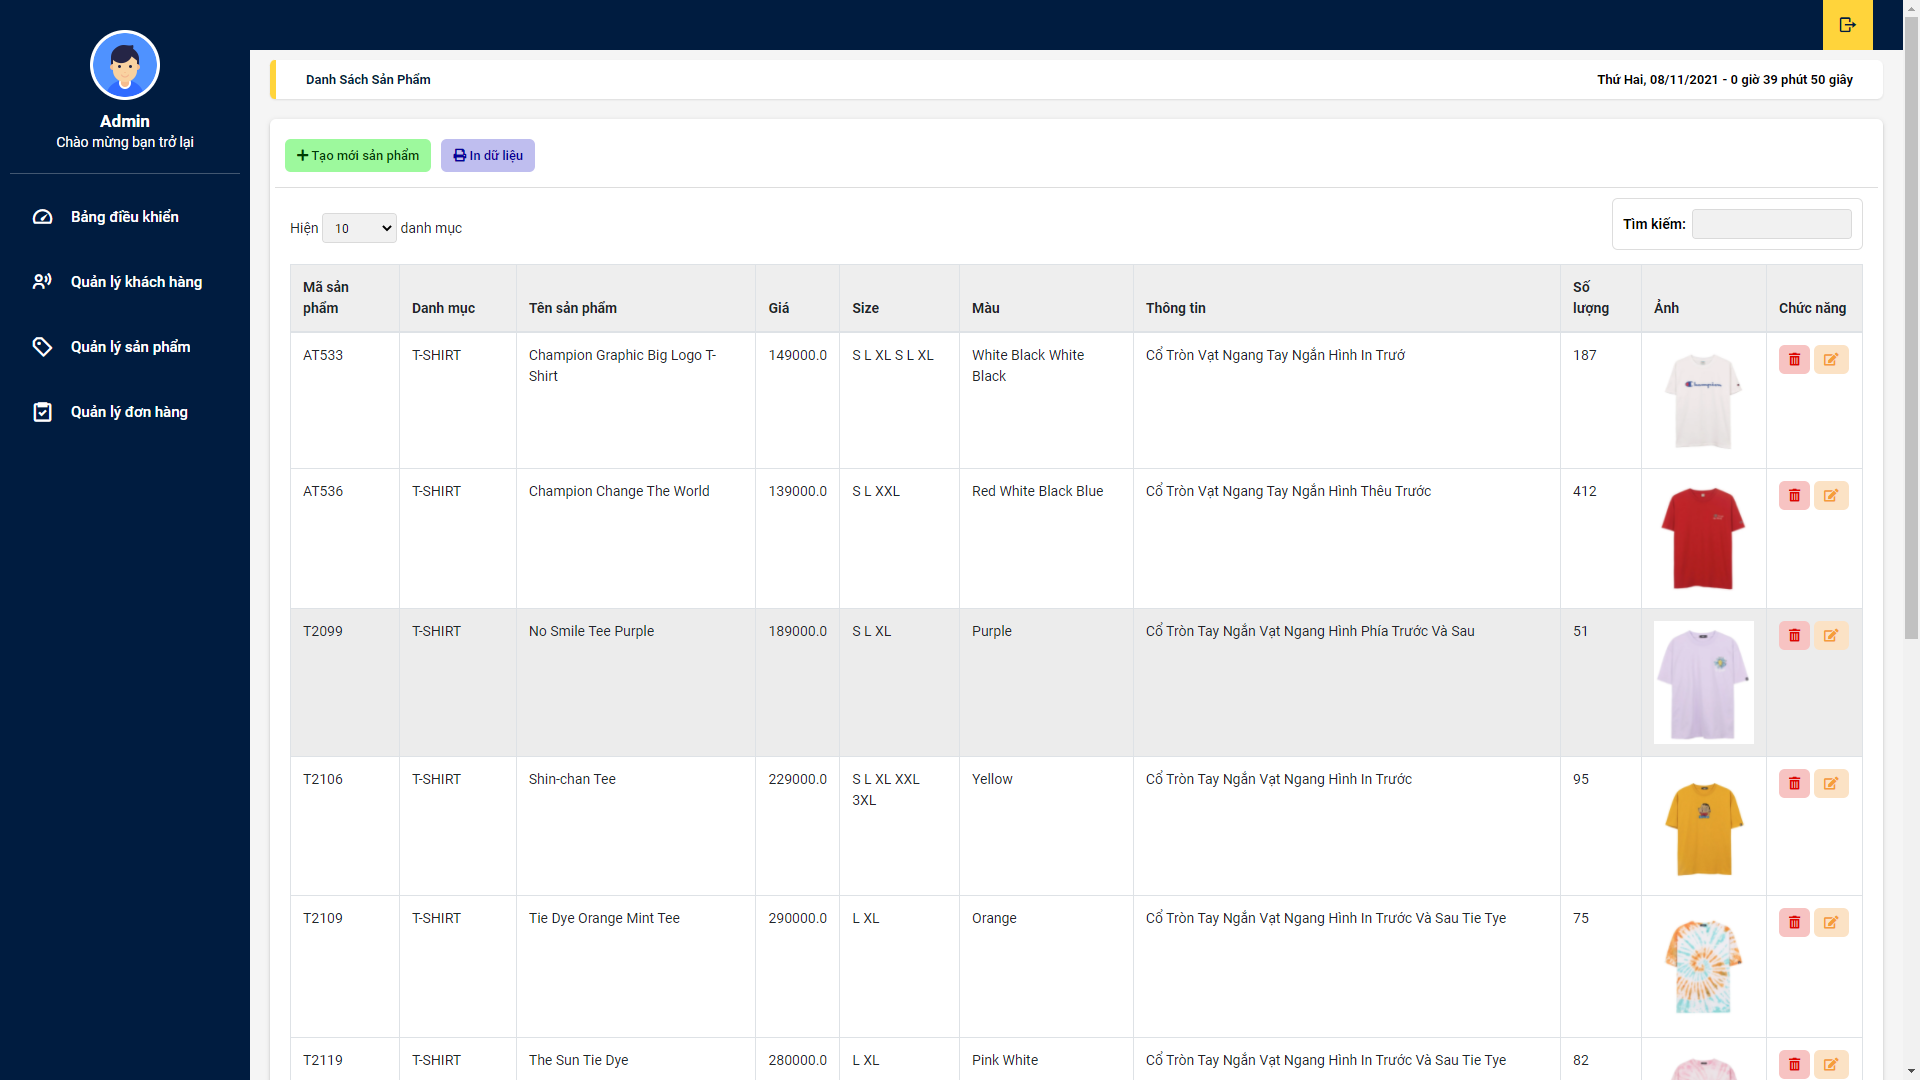 Admin
Chào mừng bạn trở lại
Bảng điều khiển
Quản lý khách hàng
Quản lý sản phẩm
Quản lý đơn hàng
Danh Sách Sản Phẩm
Thứ Hai, 08/11/2021 - 0 giờ 39 phút 50 giây
Tạo mới sản phẩm
In dữ liệu
Hiện 10 danh mục
Tìm kiếm:
Mã sản phẩm Danh mục Tên sản phẩm Giá Size Màu Thông tin Số lượng Ảnh Chức năng
AT533 T-SHIRT Champion Graphic Big Logo T-Shirt 149000.0 S L XL S L XL White Black White Black Cổ Tròn Vạt Ngang Tay Ngắn Hình In Trướ 187
Champion
AT536 T-SHIRT Champion Change The World 139000.0 S L XXL Red White Black Blue Cổ Tròn Vạt Ngang Tay Ngắn Hình Thêu Trước 412
T2099 T-SHIRT No Smile Tee Purple 189000.0 S L XL Purple Cổ Tròn Tay Ngắn Vạt Ngang Hình Phía Trước Và Sau 51
T2106 T-SHIRT Shin-chan Tee 229000.0 S L XL XXL 3XL Yellow Cổ Tròn Tay Ngắn Vạt Ngang Hình In Trước 95
T2109 T-SHIRT Tie Dye Orange Mint Tee 290000.0 L XL Orange Cổ Tròn Tay Ngắn Vạt Ngang Hình In Trước Và Sau Tie Tye 75
T2119 T-SHIRT The Sun Tie Dye 280000.0 L XL Pink White Cổ Tròn Tay Ngắn Vạt Ngang Hình In Trước Và Sau Tie Tye 82